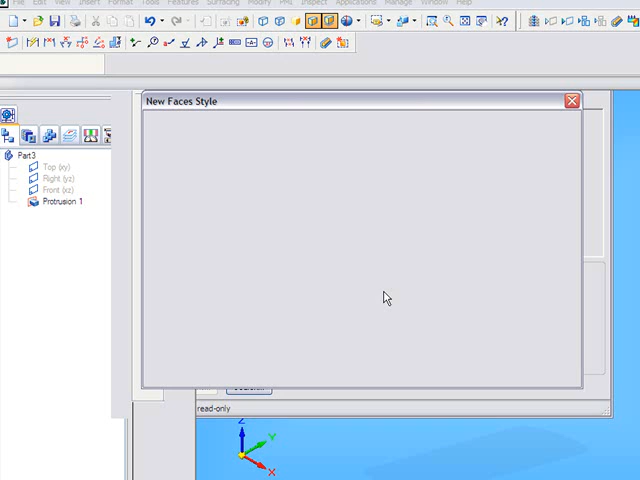 File Edit View Insert Format Tools Features Surfacing Modify PMI Inspect Applications Manage Window Help
New Faces Style
Part3
Top (xy)
Right (yz)
Front (xz)
Protrusion 1
read-only
Z
Y
X